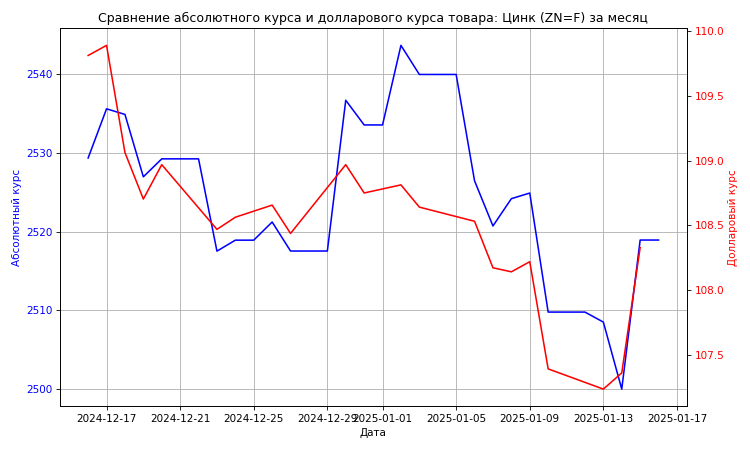 Сравнение абсолютного курса и долларового курса товара: Цинк (ZN=F) за месяц
110.0
2540
109.5
2530
109.0
Абсолютный курс
Долларовый курс
2520
108.5
108.0
2510
107.5
2500
2024-12-17 2024-12-21 2024-12-25 2024-12-29 2025-01-01 2025-01-05 2025-01-09 2025-01-13 2025-01-17
Дата